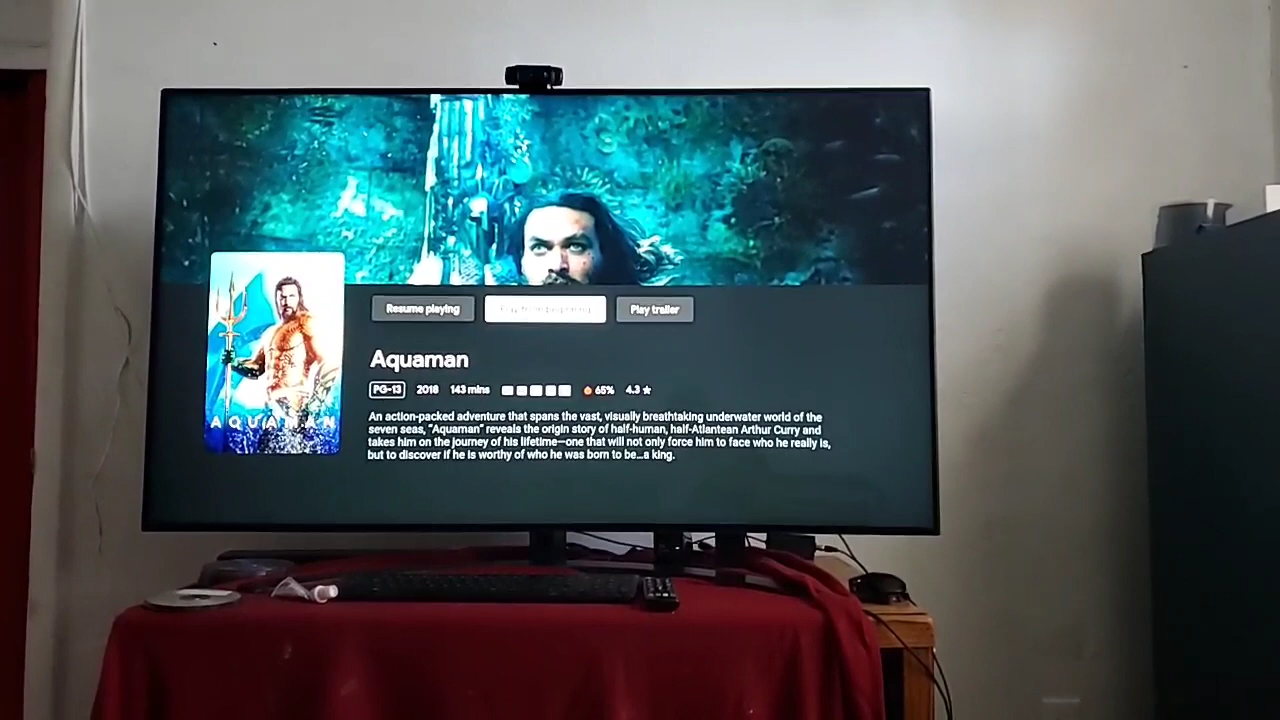 Resume playing
Play from beginning
Play trailer
AQUAMAN
Aquaman
PG-13 2018 143 mins 65% 4.3 ★
An action-packed adventure that spans the vast, visually breathtaking underwater world of the
seven seas, "Aquaman" reveals the origin story of half-human, half-Atlantean Arthur Curry and
takes him on the journey of his lifetime—one that will not only force him to face who he really is,
but to discover if he is worthy of who he was born to be...a king.